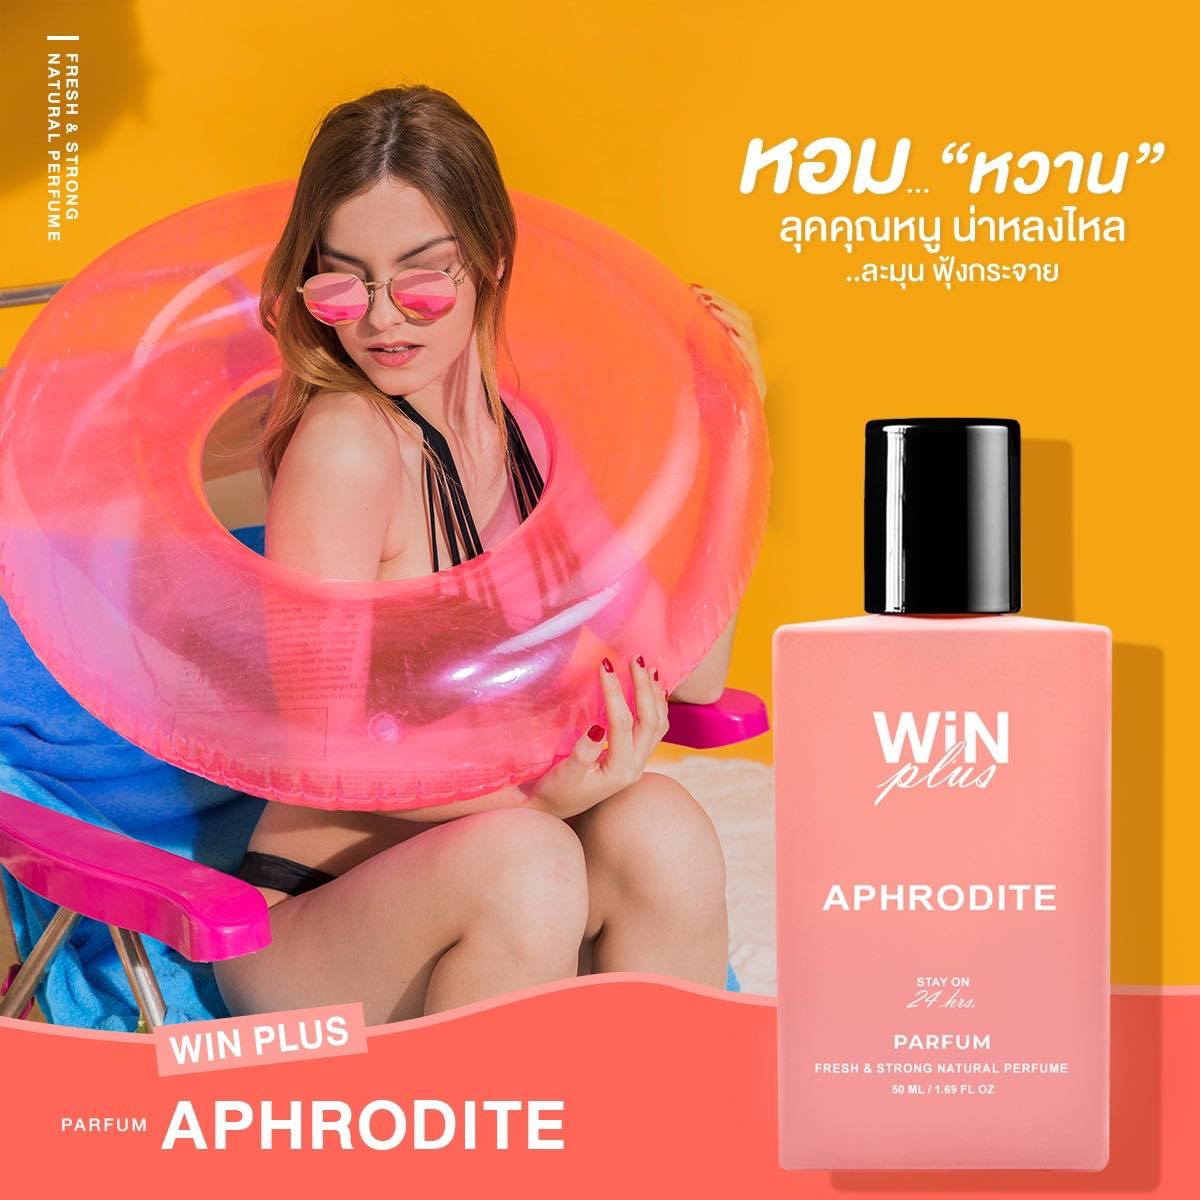 FRESH & STRONG
NATURAL PERFUME
หอม... “หวาน”
ลุคคุณหนู น่าหลงไหล
..ละมุน ฟุ้งกระจาย
WiN
plus
APHRODITE
STAY ON
24 hrs.
PARFUM
FRESH & STRONG NATURAL PERFUME
50 ML / 1.69 FL OZ
WIN PLUS
PARFUM APHRODITE